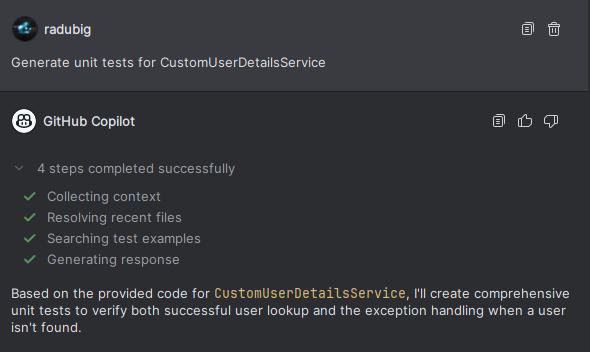 radubig
Generate unit tests for CustomUserDetailsService
GitHub Copilot
4 steps completed successfully
Collecting context
Resolving recent files
Searching test examples
Generating response
Based on the provided code for CustomUserDetailsService, I'll create comprehensive
unit tests to verify both successful user lookup and the exception handling when a user
isn't found.